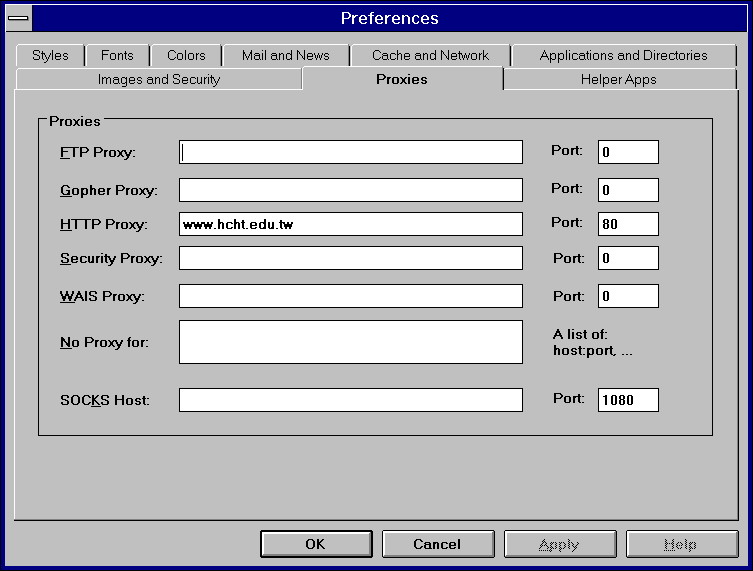 Preferences
Styles Fonts Colors Mail and News Cache and Network Applications and Directories
Images and Security Proxies Helper Apps
Proxies
FTP Proxy: Port: 0
Gopher Proxy: Port: 0
HTTP Proxy: www.hcht.edu.tw Port: 80
Security Proxy: Port: 0
WAIS Proxy: Port: 0
No Proxy for: A list of:
host:port, ...
SOCKS Host: Port: 1080
OK Cancel Apply Help